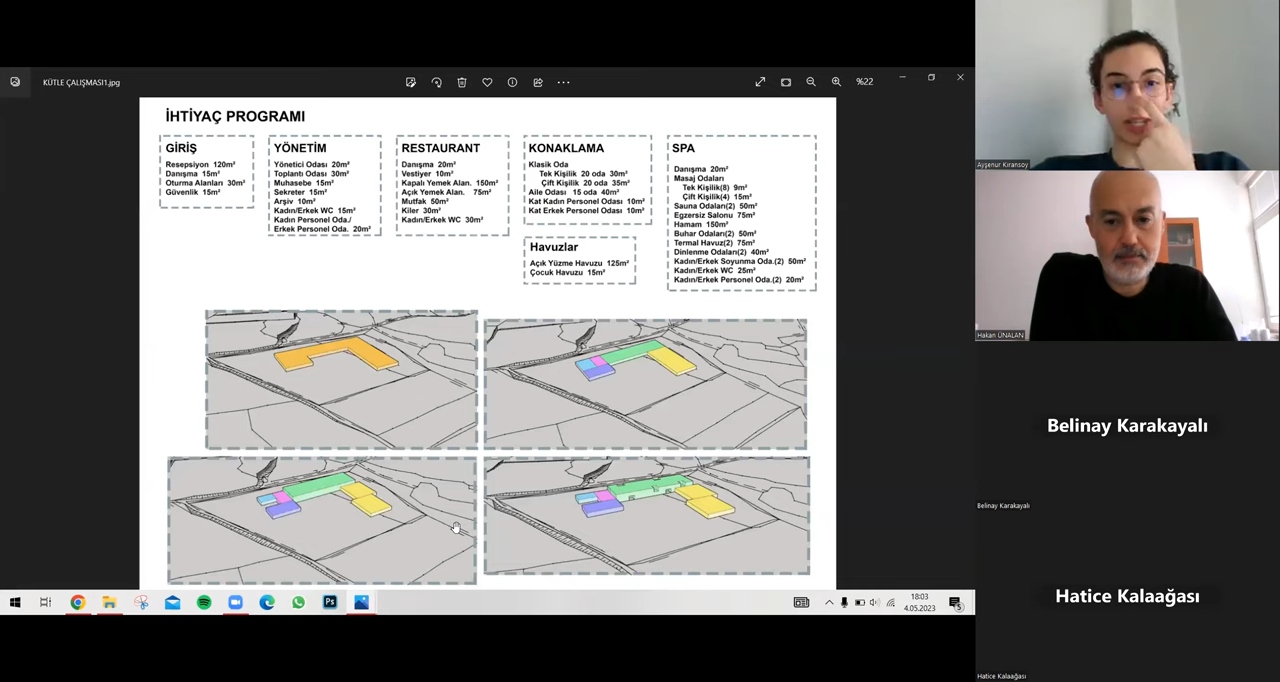 KÜTLE ÇALIŞMASI1.jpg
%22
İHTİYAÇ PROGRAMI
GİRİŞ
Resepsiyon 120m²
Danışma 15m²
Oturma Alanları 30m²
Güvenlik 15m²
YÖNETİM
Yönetici Odası 20m²
Toplantı Odası 30m²
Muhasebe 15m²
Sekreter 15m²
Arşiv 10m²
Kadın/Erkek WC 15m²
Kadın Personel Oda./
Erkek Personel Oda. 20m²
RESTAURANT
Danışma 20m²
Vestiyer 10m²
Kapalı Yemek Alan. 150m²
Açık Yemek Alan. 75m²
Mutfak 50m²
Kiler 30m²
Kadın/Erkek WC 30m²
KONAKLAMA
Klasik Oda
Tek Kişilik 20 oda 30m²
Çift Kişilik 20 oda 35m²
Aile Odası 15 oda 40m²
Kat Kadın Personel Odası 10m²
Kat Erkek Personel Odası 10m²
Havuzlar
Açık Yüzme Havuzu 125m²
Çocuk Havuzu 15m²
SPA
Danışma 20m²
Masaj Odaları
Tek Kişilik(8) 9m²
Çift Kişilik(4) 15m²
Sauna Odaları(2) 50m²
Egzersiz Salonu 75m²
Hamam 150m²
Buhar Odaları(2) 50m²
Termal Havuz(2) 75m²
Dinlenme Odaları(2) 40m²
Kadın/Erkek Soyunma Oda.(2) 50m²
Kadın/Erkek WC 25m²
Kadın/Erkek Personel Oda.(2) 20m²
Ps
18:03
4.05.2023
5
Ayşenur Kıransoy
Hakan ÜNALAN
Belinay Karakayalı
Belinay Karakayalı
Hatice Kalaağası
Hatice Kalaağası